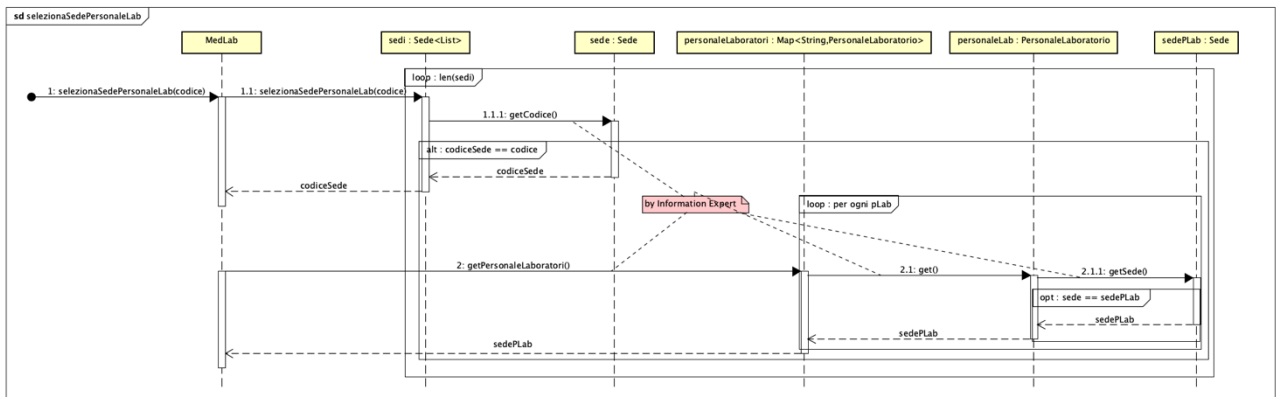 sd selezionaSedePersonaleLab
MedLab
sedi : Sede<List>
sede : Sede
personaleLaboratori : Map<String,PersonaleLaboratorio>
personaleLab : PersonaleLaboratorio
sedePLab : Sede
loop : len(sedi)
1: selezionaSedePersonaleLab(codice)
1.1: selezionaSedePersonaleLab(codice)
1.1.1: getCodice()
alt : codiceSede == codice
codiceSede
codiceSede
by Information Expert
loop : per ogni pLab
2: getPersonaleLaboratori()
2.1: get()
2.1.1: getSede()
opt : sede == sedePLab
sedePLab
sedePLab
sedePLab